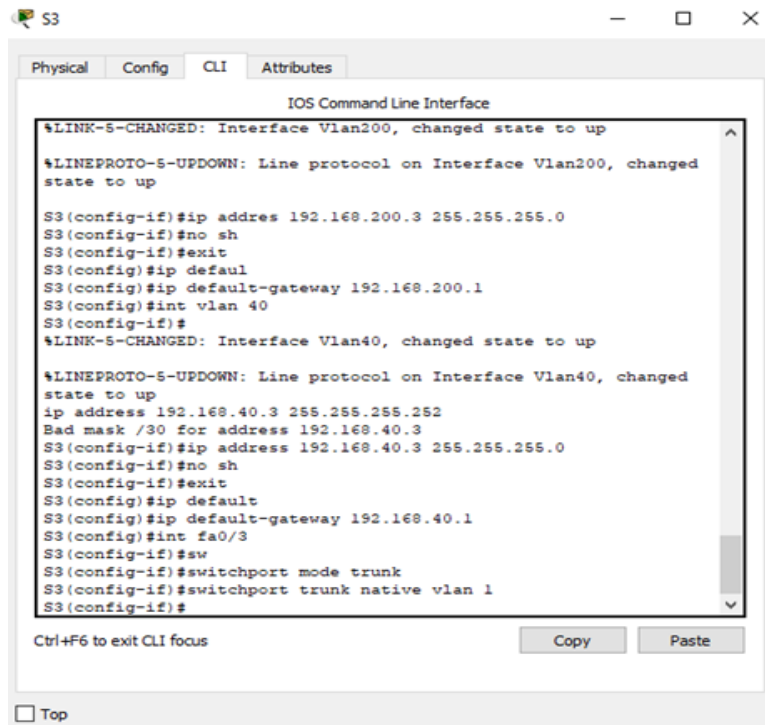 S3
Physical Config CLI Attributes
IOS Command Line Interface
%LINK-5-CHANGED: Interface Vlan200, changed state to up
%LINEPROTO-5-UPDOWN: Line protocol on Interface Vlan200, changed
state to up
S3(config-if)#ip addres 192.168.200.3 255.255.255.0
S3(config-if)#no sh
S3(config-if)#exit
S3(config)#ip defaul
S3(config)#ip default-gateway 192.168.200.1
S3(config)#int vlan 40
S3(config-if)#
%LINK-5-CHANGED: Interface Vlan40, changed state to up
%LINEPROTO-5-UPDOWN: Line protocol on Interface Vlan40, changed
state to up
ip address 192.168.40.3 255.255.255.252
Bad mask /30 for address 192.168.40.3
S3(config-if)#ip address 192.168.40.3 255.255.255.0
S3(config-if)#no sh
S3(config-if)#exit
S3(config)#ip default
S3(config)#ip default-gateway 192.168.40.1
S3(config)#int fa0/3
S3(config-if)#sw
S3(config-if)#switchport mode trunk
S3(config-if)#switchport trunk native vlan 1
S3(config-if)#
Ctrl+F6 to exit CLI focus Copy Paste
Top